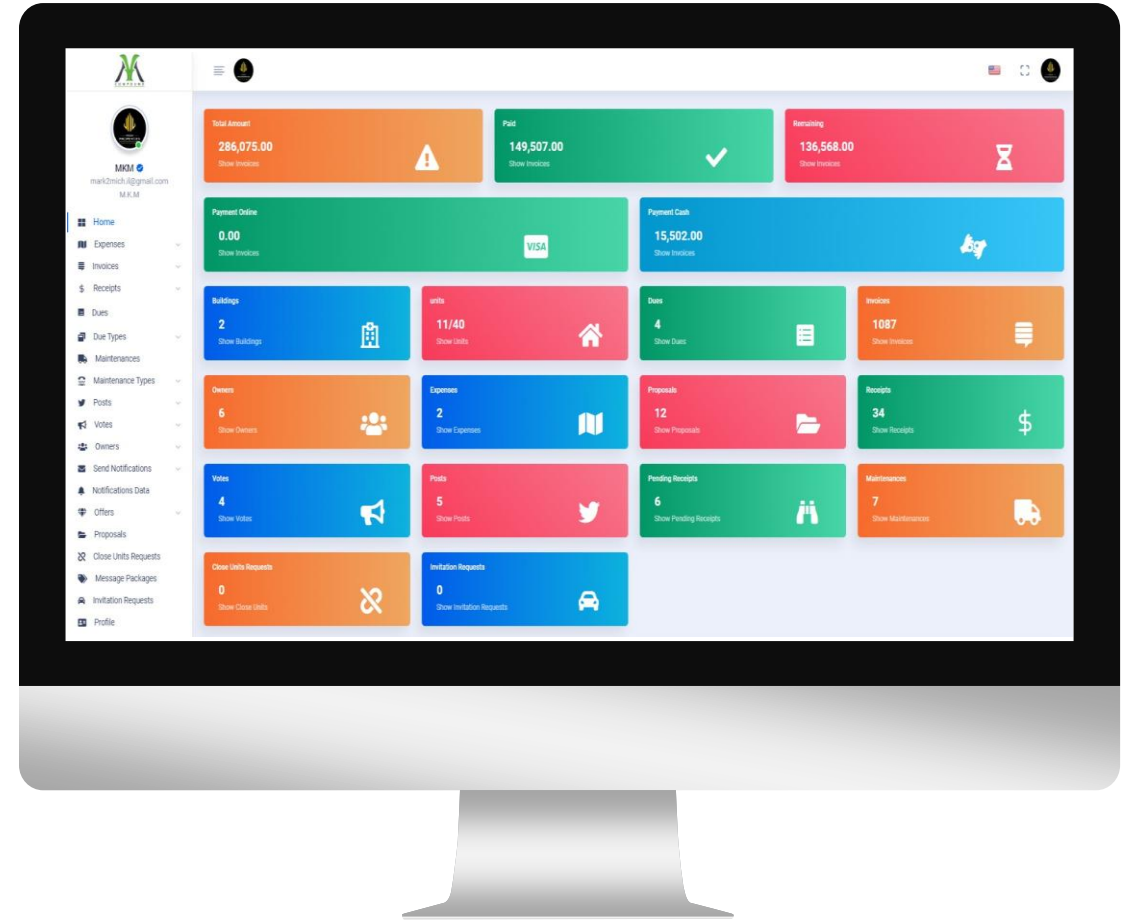 MKM
mark2mich.il@gmail.com
M.K.M
Home
Expenses
Invoices
Receipts
Dues
Due Types
Maintenances
Maintenance Types
Posts
Votes
Owners
Send Notifications
Notifications Data
Offers
Proposals
Close Units Requests
Message Packages
Invitation Requests
Profile
Total Amount
286,075.00
Show Invoices
Paid
149,507.00
Show Invoices
Remaining
136,568.00
Show Invoices
Payment Online
0.00
Show Invoices
VISA
Payment Cash
15,502.00
Show Invoices
Buildings
2
Show Buildings
units
11/40
Show Units
Dues
4
Show Dues
Invoices
1087
Show Invoices
Owners
6
Show Owners
Expenses
2
Show Expenses
Proposals
12
Show Proposals
Receipts
34
Show Receipts
Votes
4
Show Votes
Posts
5
Show Posts
Pending Receipts
6
Show Pending Receipts
Maintenances
7
Show Maintenances
Close Units Requests
0
Show Close Units
Invitation Requests
0
Show Invitation Requests